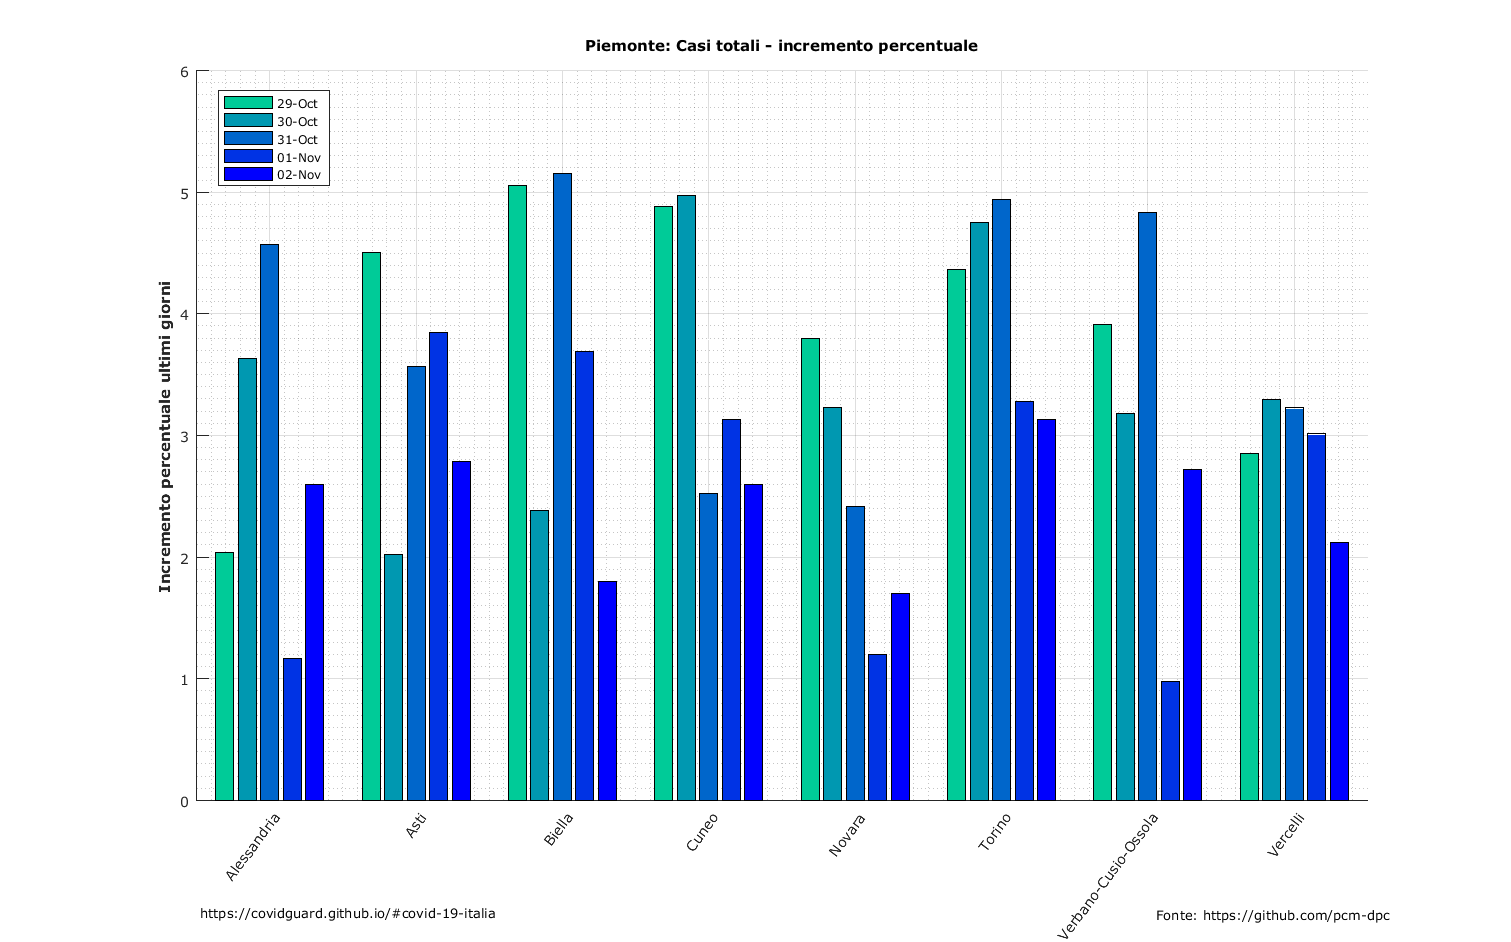 Piemonte: Casi totali - incremento percentuale
6
5
4
3
2
1
0
Incremento percentuale ultimi giorni
29-Oct
30-Oct
31-Oct
01-Nov
02-Nov
Alessandria
Asti
Biella
Cuneo
Novara
Torino
Verbano-Cusio-Ossola
Vercelli
https://covidguard.github.io/#covid-19-italia
Fonte: https://github.com/pcm-dpc